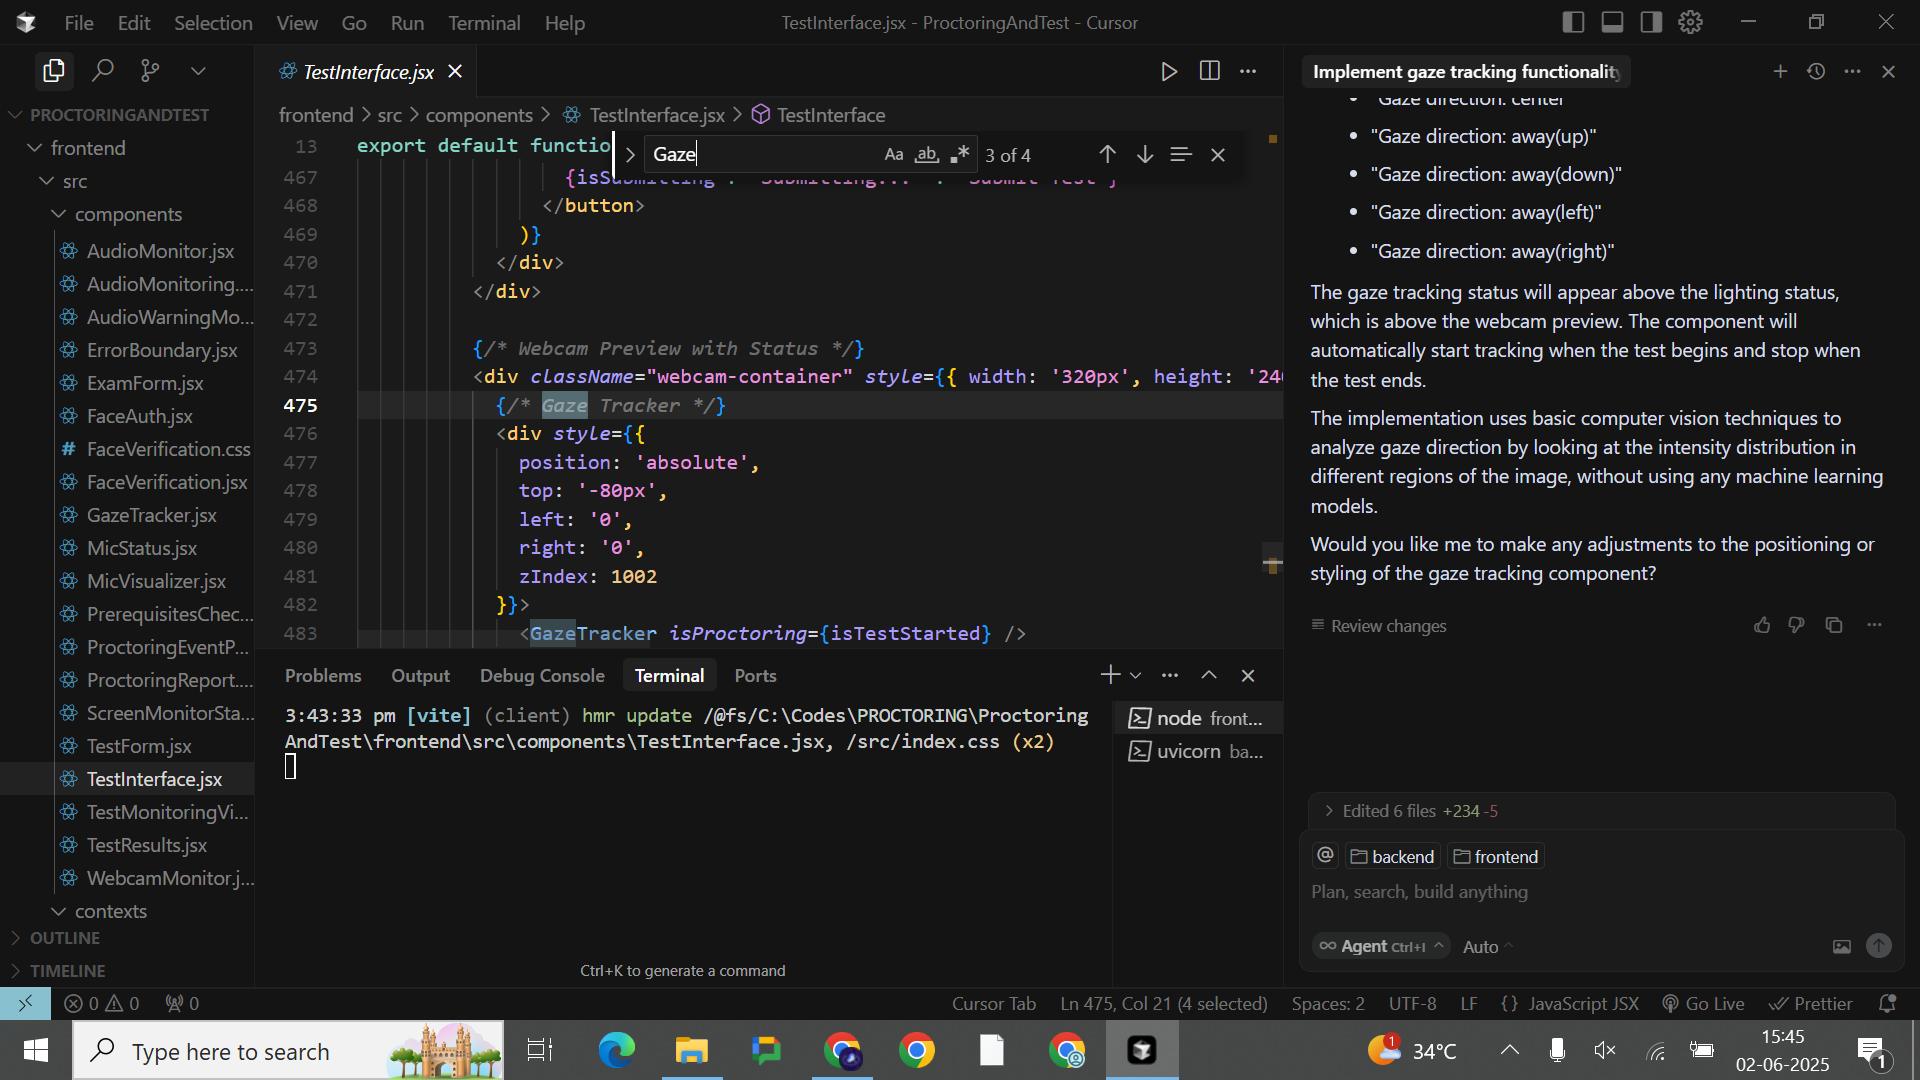 File Edit Selection View Go Run Terminal Help
TestInterface.jsx - ProctoringAndTest - Cursor
PROCTORINGANDTEST
frontend
src
components
AudioMonitor.jsx
AudioMonitoring....
AudioWarningMo...
ErrorBoundary.jsx
ExamForm.jsx
FaceAuth.jsx
# FaceVerification.css
FaceVerification.jsx
GazeTracker.jsx
MicStatus.jsx
MicVisualizer.jsx
PrerequisitesChec...
ProctoringEventP...
ProctoringReport....
ScreenMonitorSta...
TestForm.jsx
TestInterface.jsx
TestMonitoringVi...
TestResults.jsx
WebcamMonitor.j...
contexts
OUTLINE
TIMELINE
TestInterface.jsx
frontend > src > components > TestInterface.jsx > TestInterface
Gaze
Aa ab .* 3 of 4
13 export default functio
467 {isSubmitting ? 'Submitting...' : 'Submit Test'}
468 </button>
469 )}
470 </div>
471 </div>
472
473 {/* Webcam Preview with Status */}
474 <div className="webcam-container" style={{ width: '320px', height: '24
475 {/* Gaze Tracker */}
476 <div style={{
477 position: 'absolute',
478 top: '-80px',
479 left: '0',
480 right: '0',
481 zIndex: 1002
482 }}>
483 <GazeTracker isProctoring={isTestStarted} />
Problems Output Debug Console Terminal Ports
3:43:33 pm [vite] (client) hmr update /@fs/C:\Codes\PROCTORING\Proctoring
AndTest\frontend\src\components\TestInterface.jsx, /src/index.css (x2)
node front...
uvicorn ba...
Ctrl+K to generate a command
Implement gaze tracking functionalit
• "Gaze direction: center"
• "Gaze direction: away(up)"
• "Gaze direction: away(down)"
• "Gaze direction: away(left)"
• "Gaze direction: away(right)"
The gaze tracking status will appear above the lighting status,
which is above the webcam preview. The component will
automatically start tracking when the test begins and stop when
the test ends.
The implementation uses basic computer vision techniques to
analyze gaze direction by looking at the intensity distribution in
different regions of the image, without using any machine learning
models.
Would you like me to make any adjustments to the positioning or
styling of the gaze tracking component?
Review changes
Edited 6 files +234 -5
@ backend frontend
Plan, search, build anything
∞ Agent Ctrl+I Auto
0 0 0
Cursor Tab Ln 475, Col 21 (4 selected) Spaces: 2 UTF-8 LF {} JavaScript JSX Go Live Prettier
Type here to search
1 34°C
15:45
02-06-2025
1